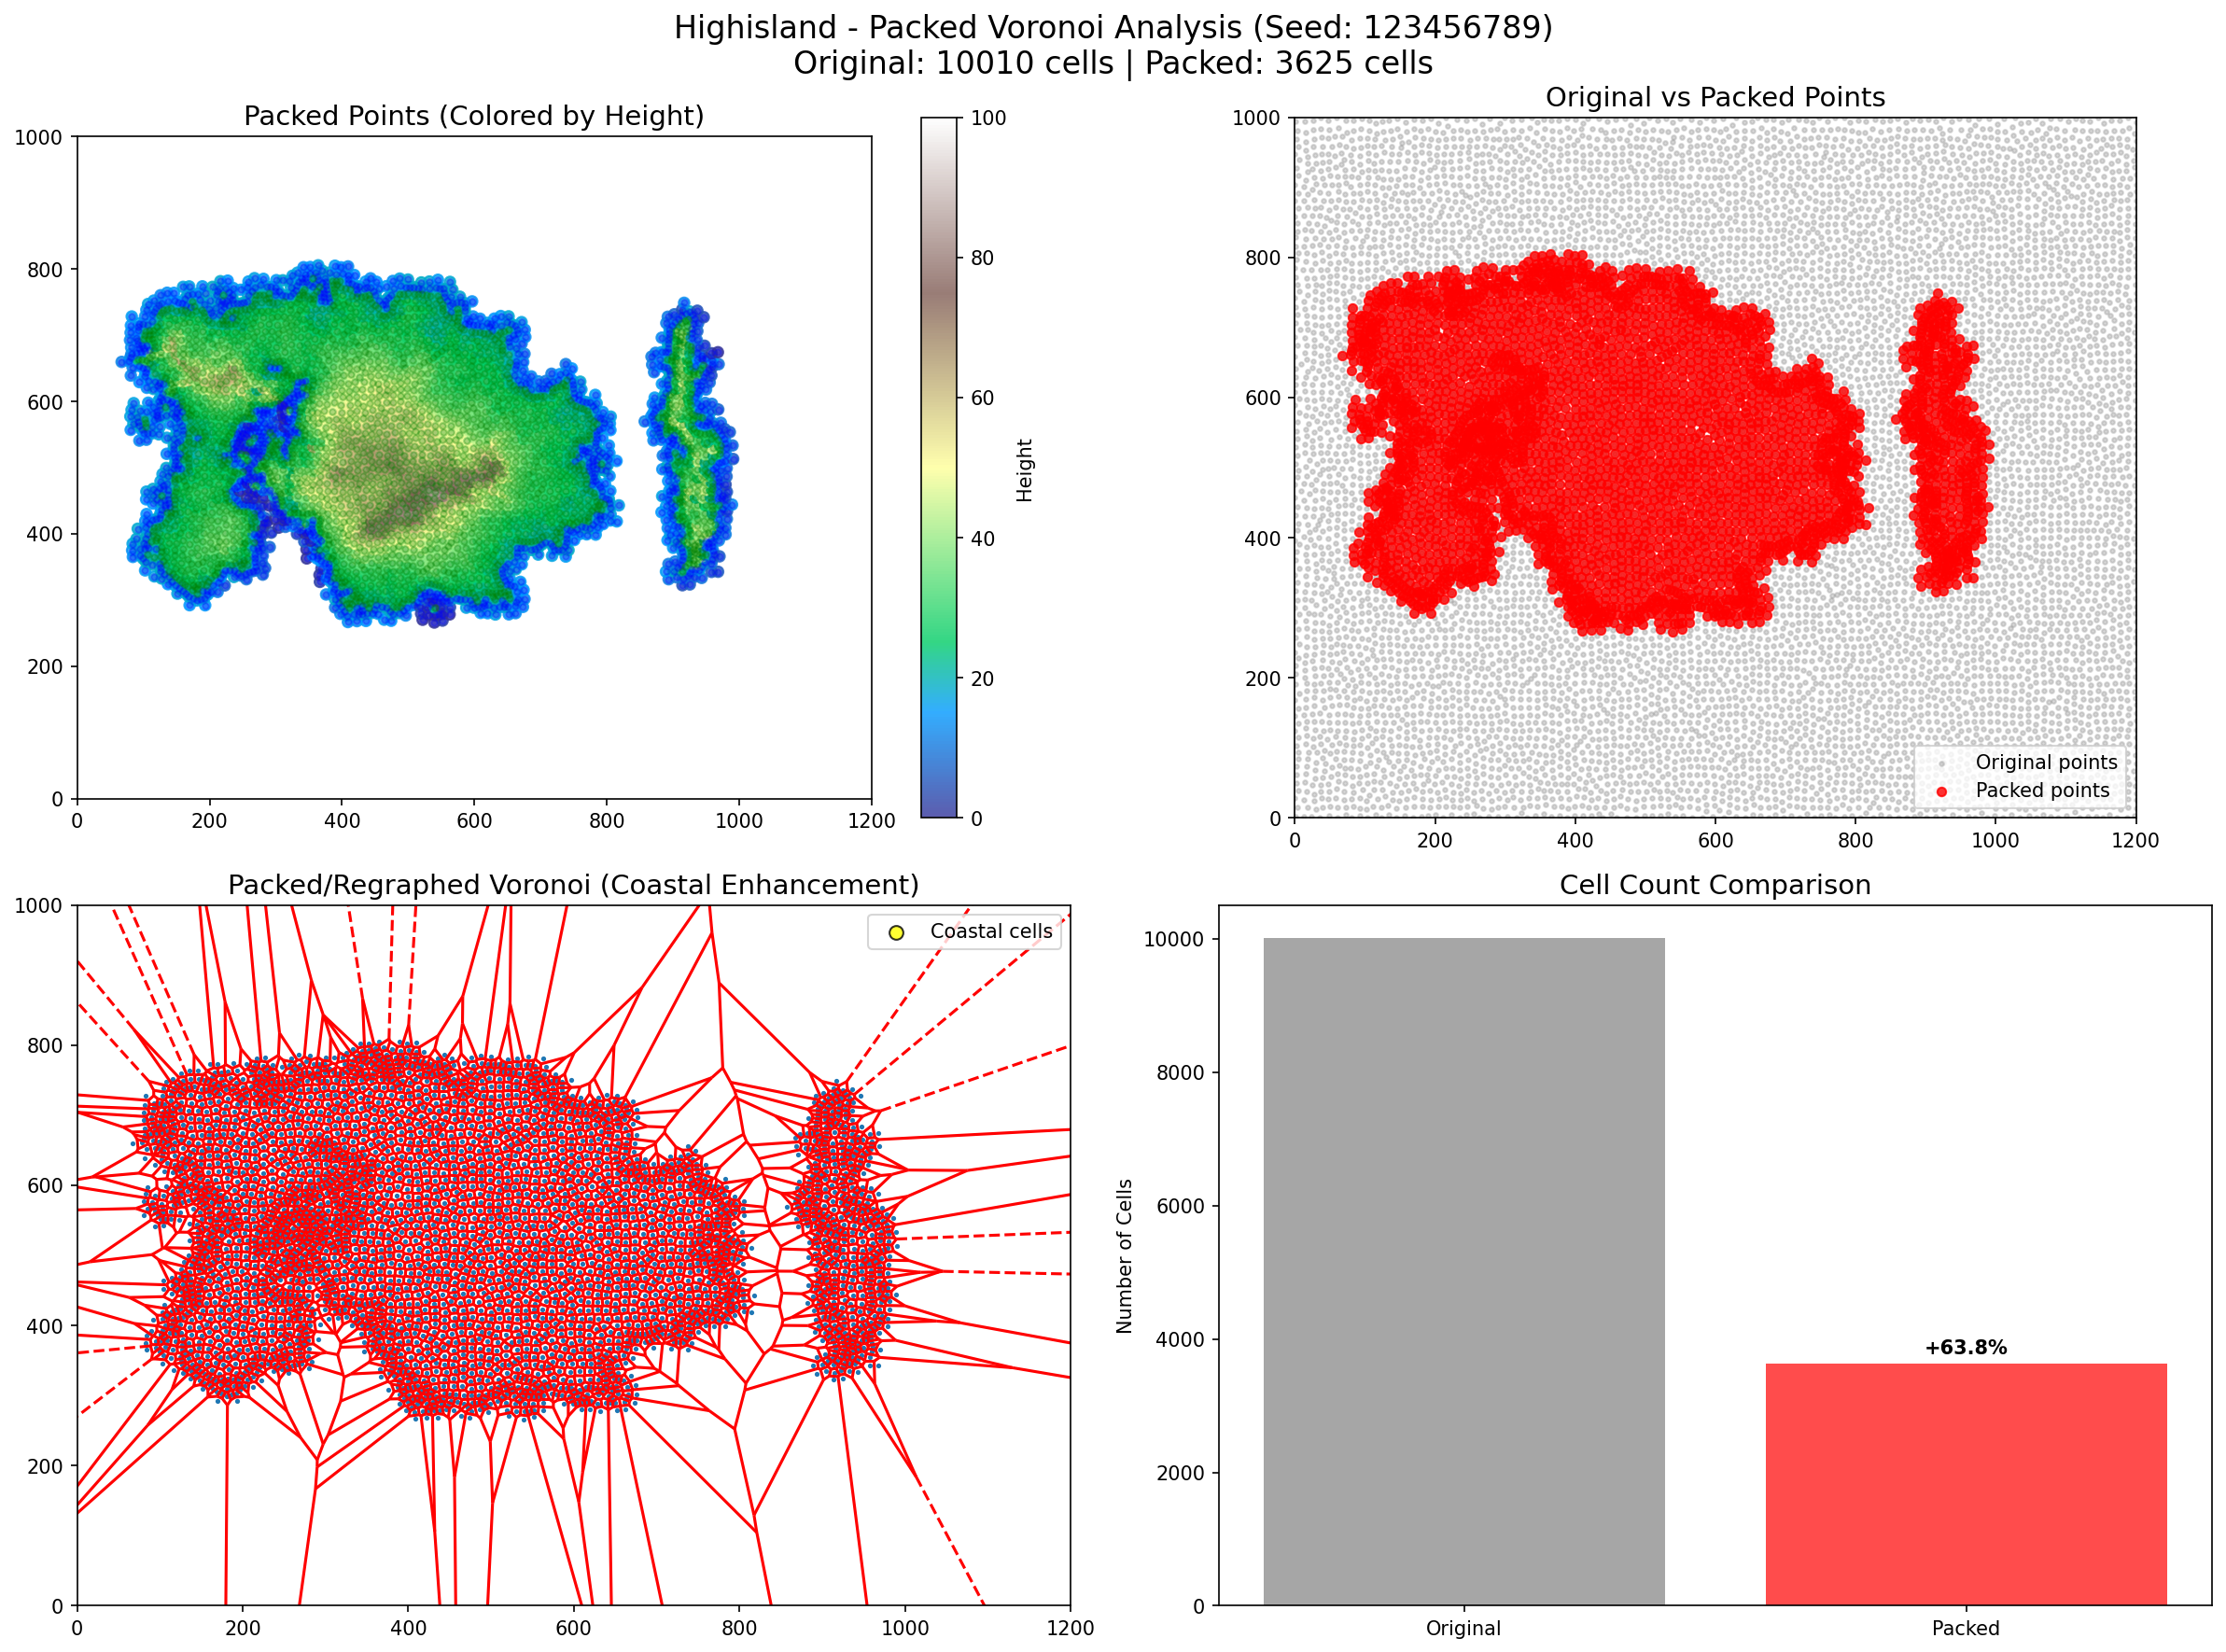 Highisland - Packed Voronoi Analysis (Seed: 123456789)
Original: 10010 cells | Packed: 3625 cells
Packed Points (Colored by Height)
1000
800
600
400
200
0
0 200 400 600 800 1000 1200
100
80
60
40
20
0
Height
Original vs Packed Points
1000
800
600
400
200
0
0 200 400 600 800 1000 1200
Original points
Packed points
Packed/Regraphed Voronoi (Coastal Enhancement)
1000
800
600
400
200
0
0 200 400 600 800 1000 1200
Coastal cells
Cell Count Comparison
10000
8000
6000
4000
2000
0
Number of Cells
+63.8%
Original Packed